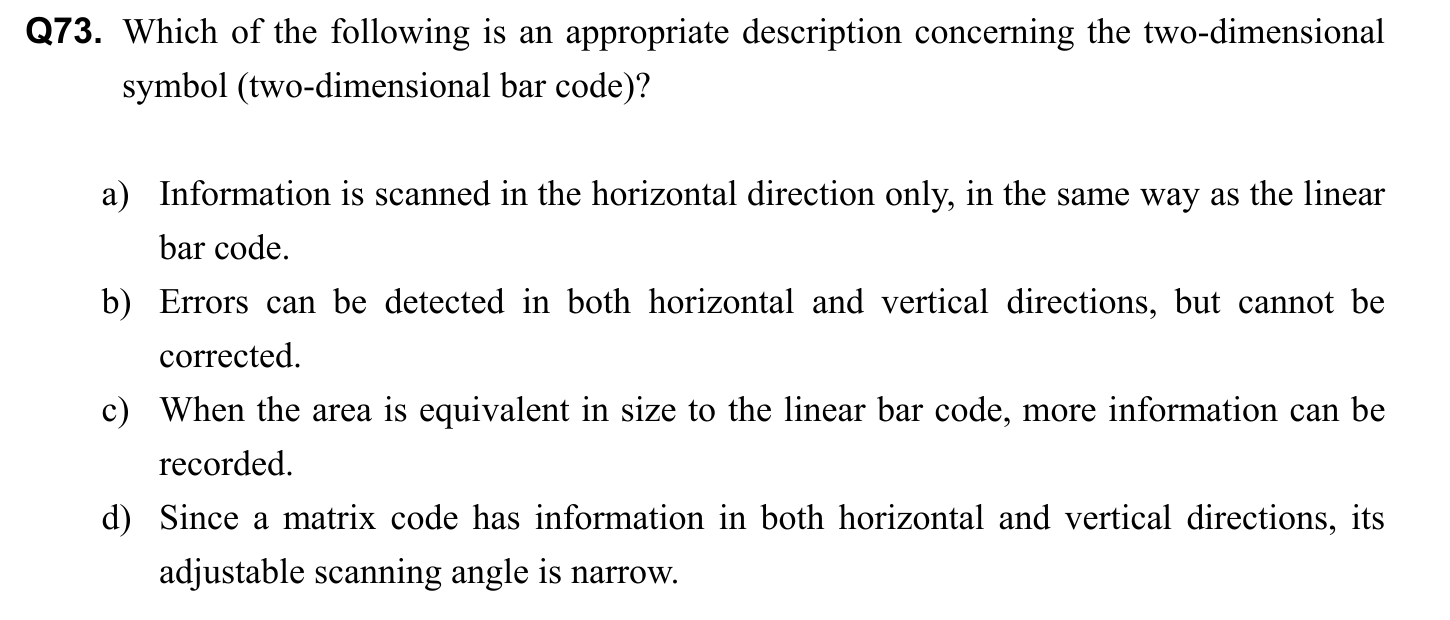 Q73. Which of the following is an appropriate description concerning the two-dimensional
symbol (two-dimensional bar code)?
a) Information is scanned in the horizontal direction only, in the same way as the linear
bar code.
b) Errors can be detected in both horizontal and vertical directions, but cannot be
corrected.
c) When the area is equivalent in size to the linear bar code, more information can be
recorded.
d) Since a matrix code has information in both horizontal and vertical directions, its
adjustable scanning angle is narrow.